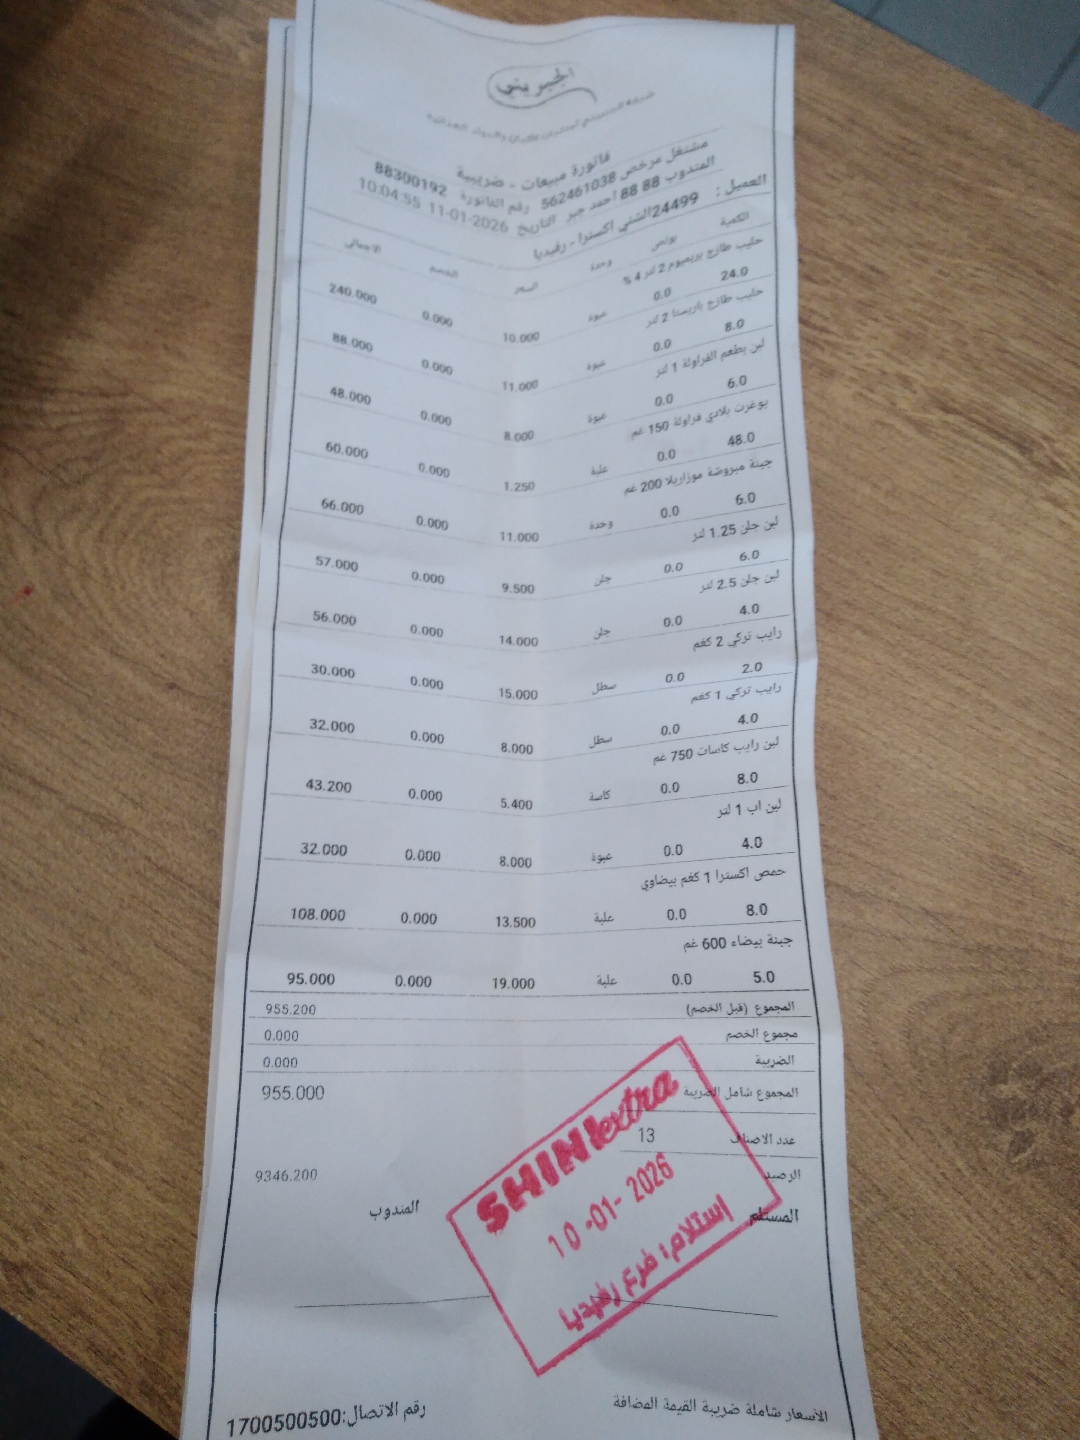 الجبريني
فاتورة مبيعات - ضريبية
مشتغل مرخص 562461038 رقم الفاتورة 88300192
المندوب 88 88 احمد جبر التاريخ 11-01-2026 10:04:55
العميل : 24499الشني اكسترا - رفيديا
الكمية بونص وحدة السعر الخصم الاجمالي
حليب طازج بريميوم 2 لتر 4 %
24.0 0.0 عبوة 10.000 0.000 240.000
حليب طازج باريستا 2 لتر
8.0 0.0 عبوة 11.000 0.000 88.000
لبن بطعم الفراولة 1 لتر
6.0 0.0 عبوة 8.000 0.000 48.000
يوغرت بلادي فراولة 150 غم
48.0 0.0 علبة 1.250 0.000 60.000
جبنة مبروشة موزاريلا 200 غم
6.0 0.0 وحدة 11.000 0.000 66.000
لبن جلن 1.25 لتر
6.0 0.0 جلن 9.500 0.000 57.000
لبن جلن 2.5 لتر
4.0 0.0 جلن 14.000 0.000 56.000
رايب تركي 2 كغم
2.0 0.0 سطل 15.000 0.000 30.000
رايب تركي 1 كغم
4.0 0.0 سطل 8.000 0.000 32.000
لبن رايب كاسات 750 غم
8.0 0.0 كاسة 5.400 0.000 43.200
لبن اب 1 لتر
4.0 0.0 عبوة 8.000 0.000 32.000
حمص اكسترا 1 كغم بيضاوي
8.0 0.0 علبة 13.500 0.000 108.000
جبنة بيضاء 600 غم
5.0 0.0 علبة 19.000 0.000 95.000
المجموع (قبل الخصم) 955.200
مجموع الخصم 0.000
الضريبة 0.000
المجموع شامل الضريبة 955.000
عدد الاصناف 13
الرصيد 9346.200
المستلم المندوب
SHINI extra
10-01-2026
إستلام: فرع رفيديا
الأسعار شاملة ضريبة القيمة المضافة
رقم الاتصال:1700500500